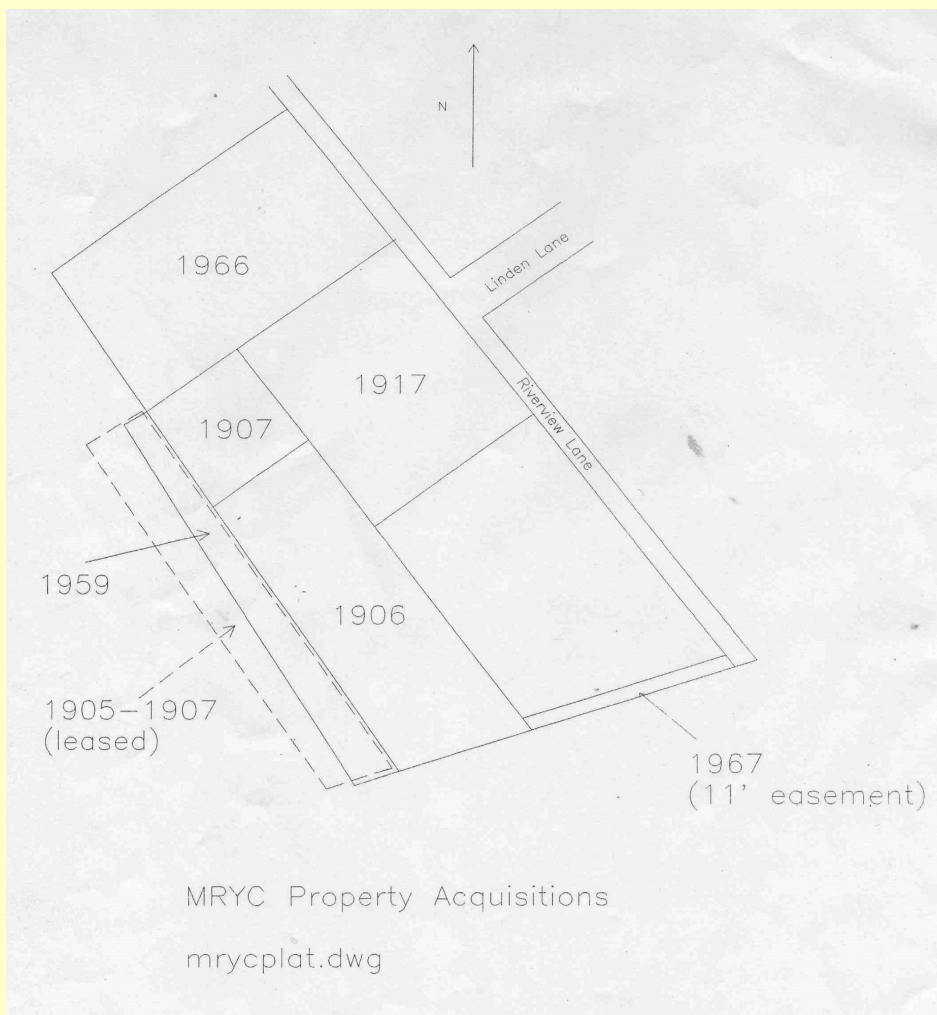 N
Linden Lane
1966
1917
Riverview Lane
1907
1959
1906
1905-1907
(leased)
1967
(11' easement)
MRYC Property Acquisitions
mrycplat.dwg